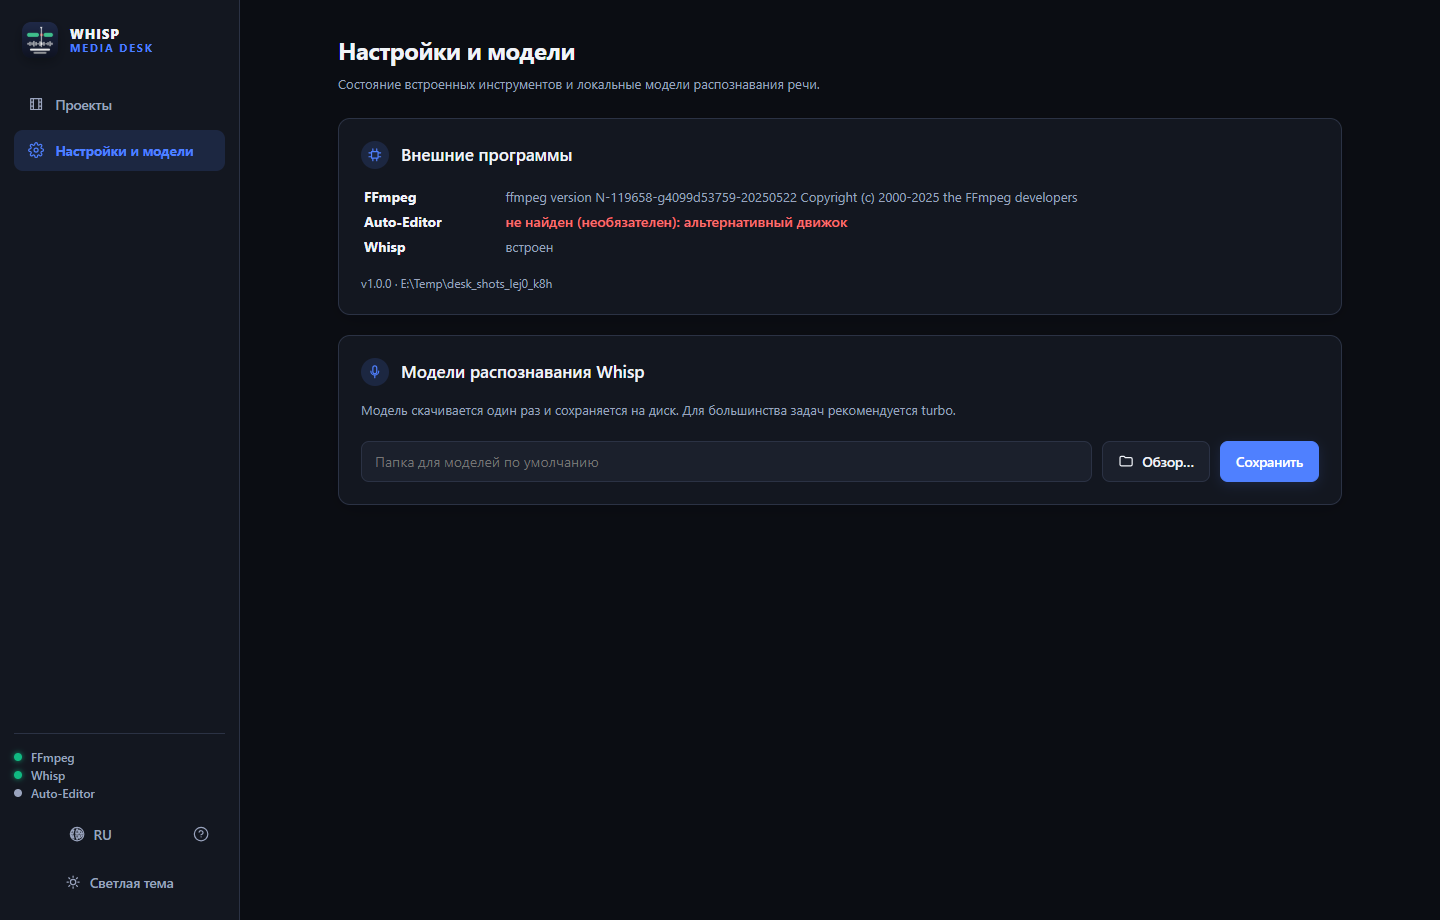 WHISP
MEDIA DESK
Проекты
Настройки и модели
FFmpeg
Whisp
Auto-Editor
RU
Светлая тема
Настройки и модели
Состояние встроенных инструментов и локальные модели распознавания речи.
Внешние программы
FFmpeg ffmpeg version N-119658-g4099d53759-20250522 Copyright (c) 2000-2025 the FFmpeg developers
Auto-Editor не найден (необязателен): альтернативный движок
Whisp встроен
v1.0.0 · E:\Temp\desk_shots_lej0_k8h
Модели распознавания Whisp
Модель скачивается один раз и сохраняется на диск. Для большинства задач рекомендуется turbo.
Папка для моделей по умолчанию
Обзор...
Сохранить